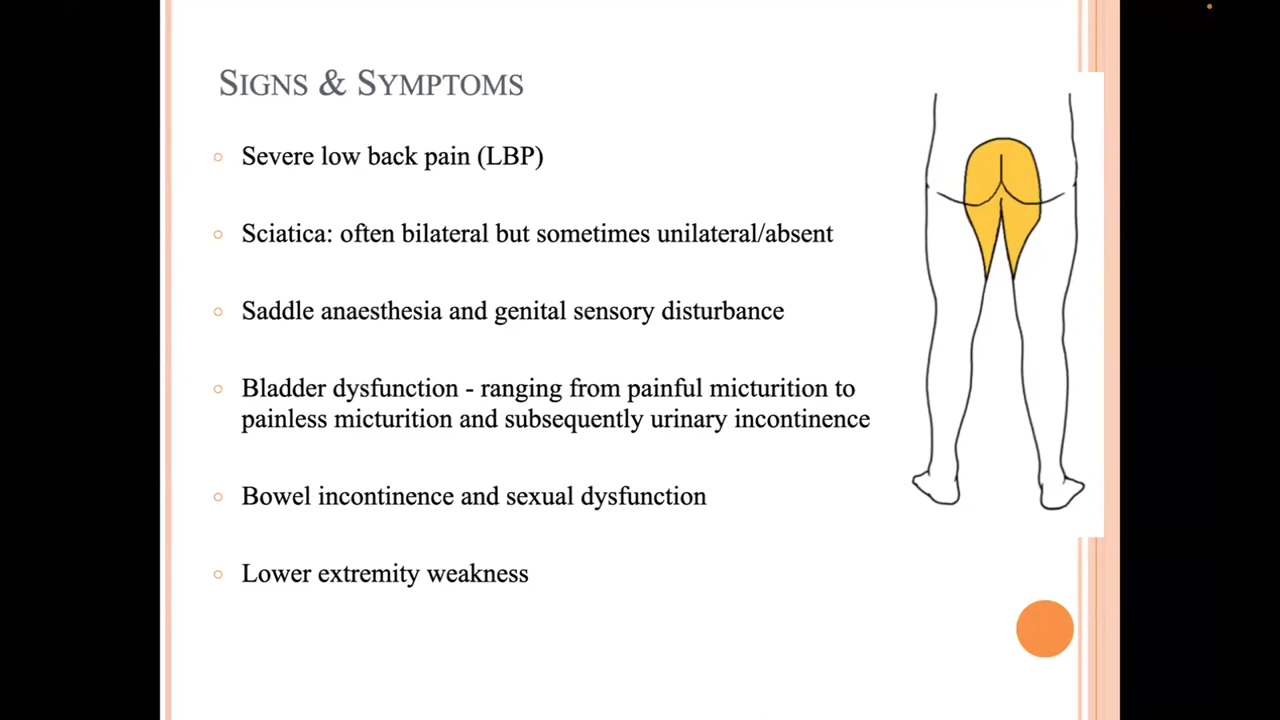 Signs & Symptoms
Severe low back pain (LBP)
Sciatica: often bilateral but sometimes unilateral/absent
Saddle anaesthesia and genital sensory disturbance
Bladder dysfunction - ranging from painful micturition to
painless micturition and subsequently urinary incontinence
Bowel incontinence and sexual dysfunction
Lower extremity weakness